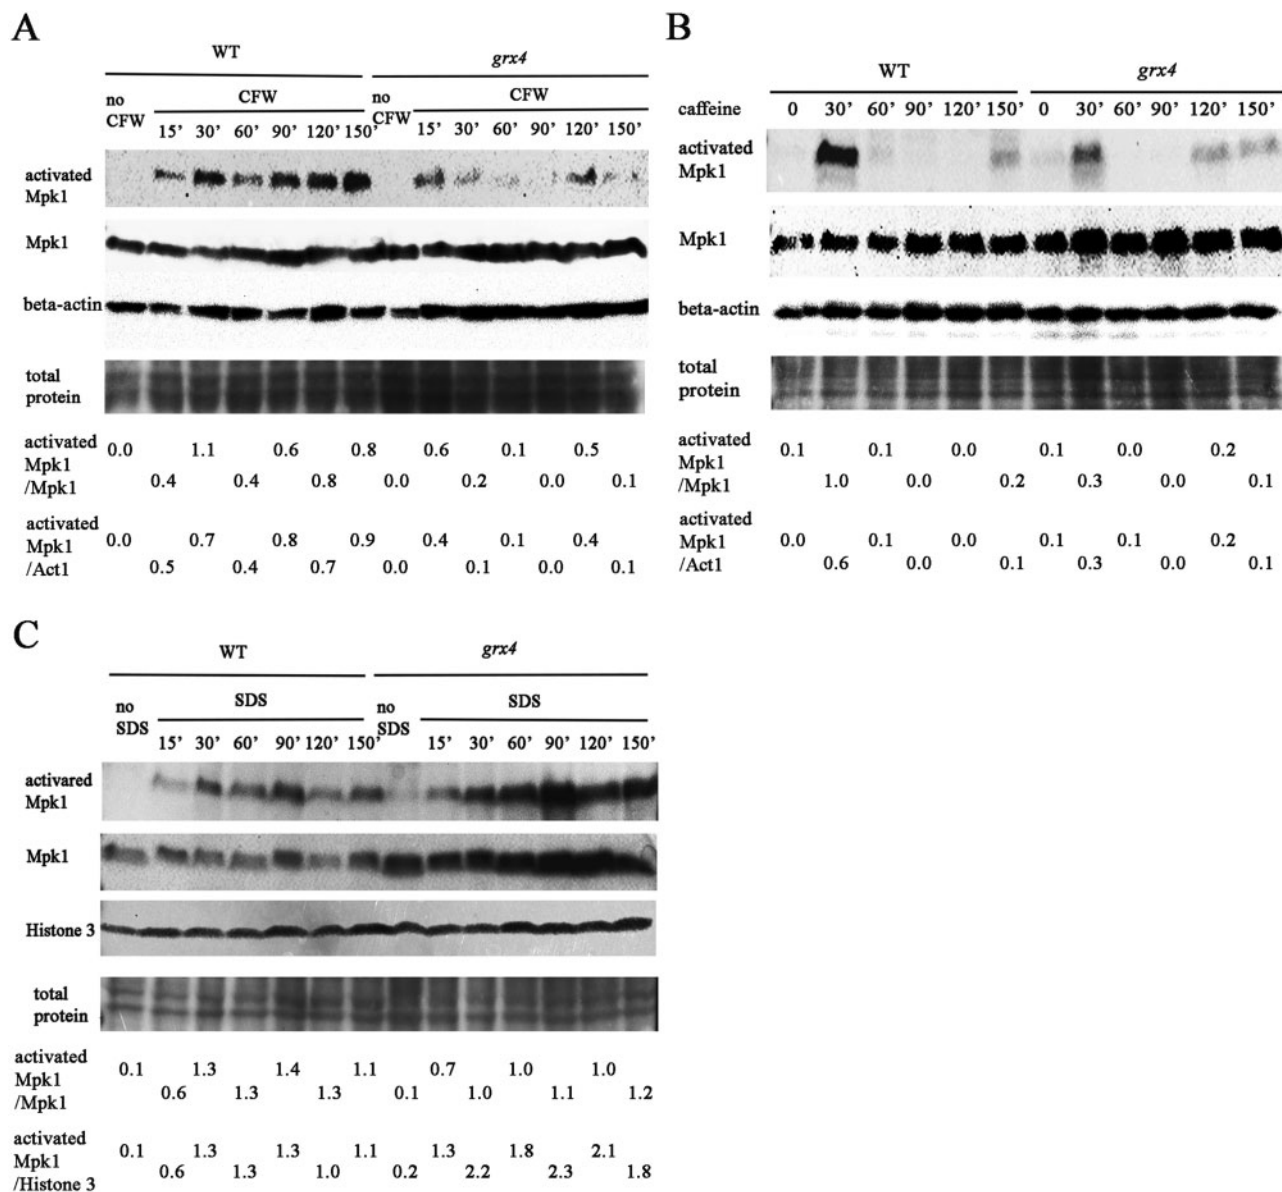 A
WT grx4
no CFW CFW no CFW CFW
15’ 30’ 60’ 90’ 120’ 150’ 15’ 30’ 60’ 90’ 120’ 150’
activated
Mpk1
Mpk1
beta-actin
total
protein
activated
Mpk1
/Mpk1
0.0 1.1 0.6 0.8 0.6 0.1 0.5
0.4 0.4 0.8 0.0 0.2 0.0 0.1
activated
Mpk1
/Act1
0.0 0.7 0.8 0.9 0.4 0.1 0.4
0.5 0.4 0.7 0.0 0.1 0.0 0.1
B
WT grx4
caffeine 0 30’ 60’ 90’ 120’ 150’ 0 30’ 60’ 90’ 120’ 150’
activated
Mpk1
Mpk1
beta-actin
total
protein
activated
Mpk1
/Mpk1
0.1 0.1 0.0 0.1 0.0 0.2
1.0 0.0 0.2 0.3 0.0 0.1
activated
Mpk1
/Act1
0.0 0.1 0.0 0.1 0.1 0.2
0.6 0.0 0.1 0.3 0.0 0.1
C
WT grx4
no SDS SDS no SDS SDS
15’ 30’ 60’ 90’ 120’ 150’ 15’ 30’ 60’ 90’ 120’ 150’
activared
Mpk1
Mpk1
Histone 3
total
protein
activated
Mpk1
/Mpk1
0.1 1.3 1.4 1.1 0.7 1.0 1.0
0.6 1.3 1.3 0.1 1.0 1.1 1.2
activated
Mpk1
/Histone 3
0.1 1.3 1.3 1.1 1.3 1.8 2.1
0.6 1.3 1.0 0.2 2.2 2.3 1.8